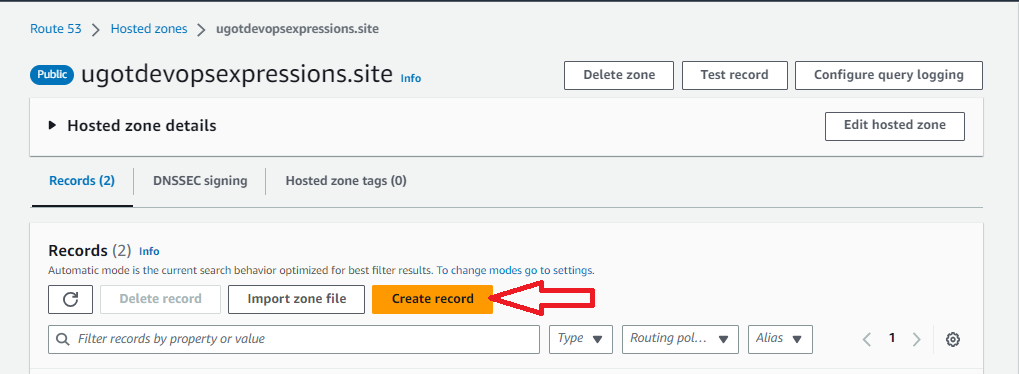 Route 53 > Hosted zones > ugotdevopsexpressions.site
Public ugotdevopsexpressions.site Info
Delete zone Test record Configure query logging
Hosted zone details Edit hosted zone
Records (2) DNSSEC signing Hosted zone tags (0)
Records (2) Info
Automatic mode is the current search behavior optimized for best filter results. To change modes go to settings.
Delete record Import zone file Create record
Filter records by property or value Type Routing pol... Alias 1